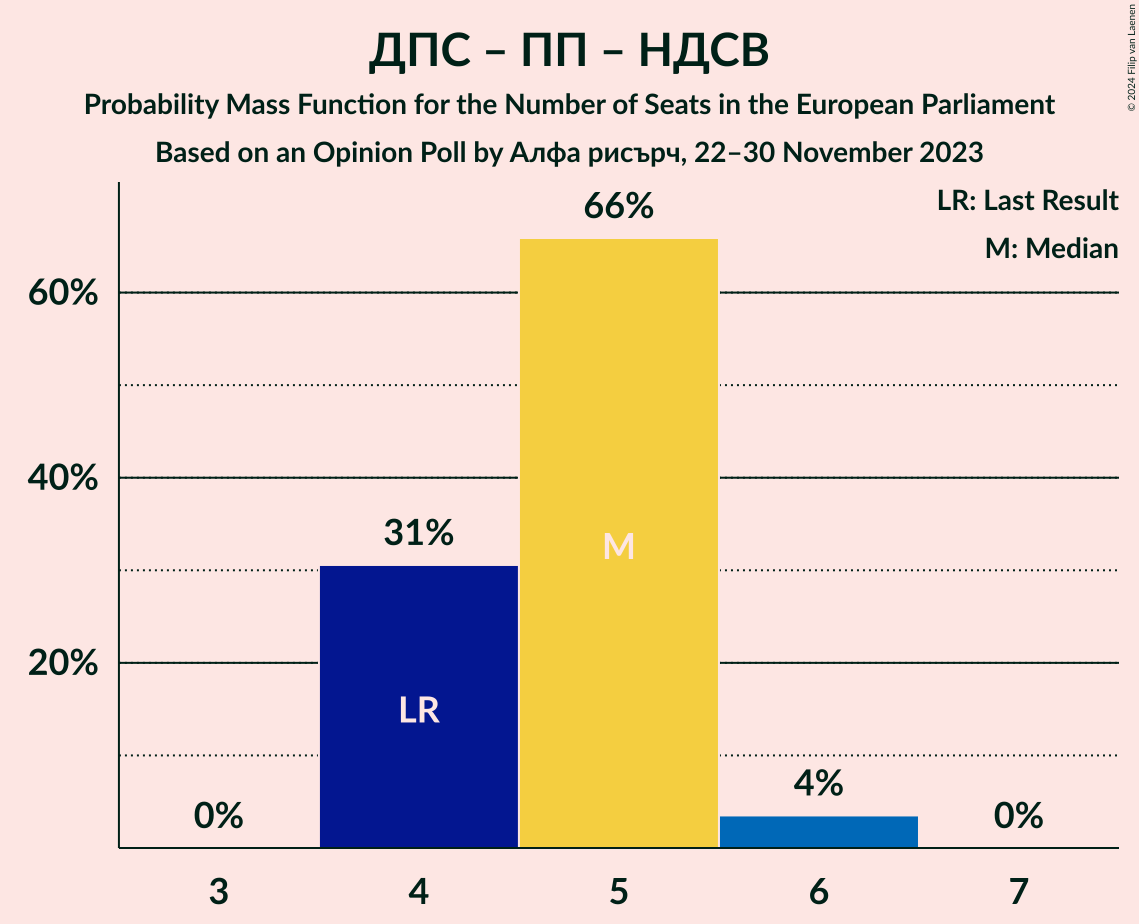 ДПС – ПП – НДСВ
Probability Mass Function for the Number of Seats in the European Parliament
Based on an Opinion Poll by Алфа рисърч, 22–30 November 2023
© 2024 Filip van Laenen
LR: Last Result
M: Median
66%
60%
40%
31%
M
20%
LR
4%
0%
0%
3
4
5
6
7